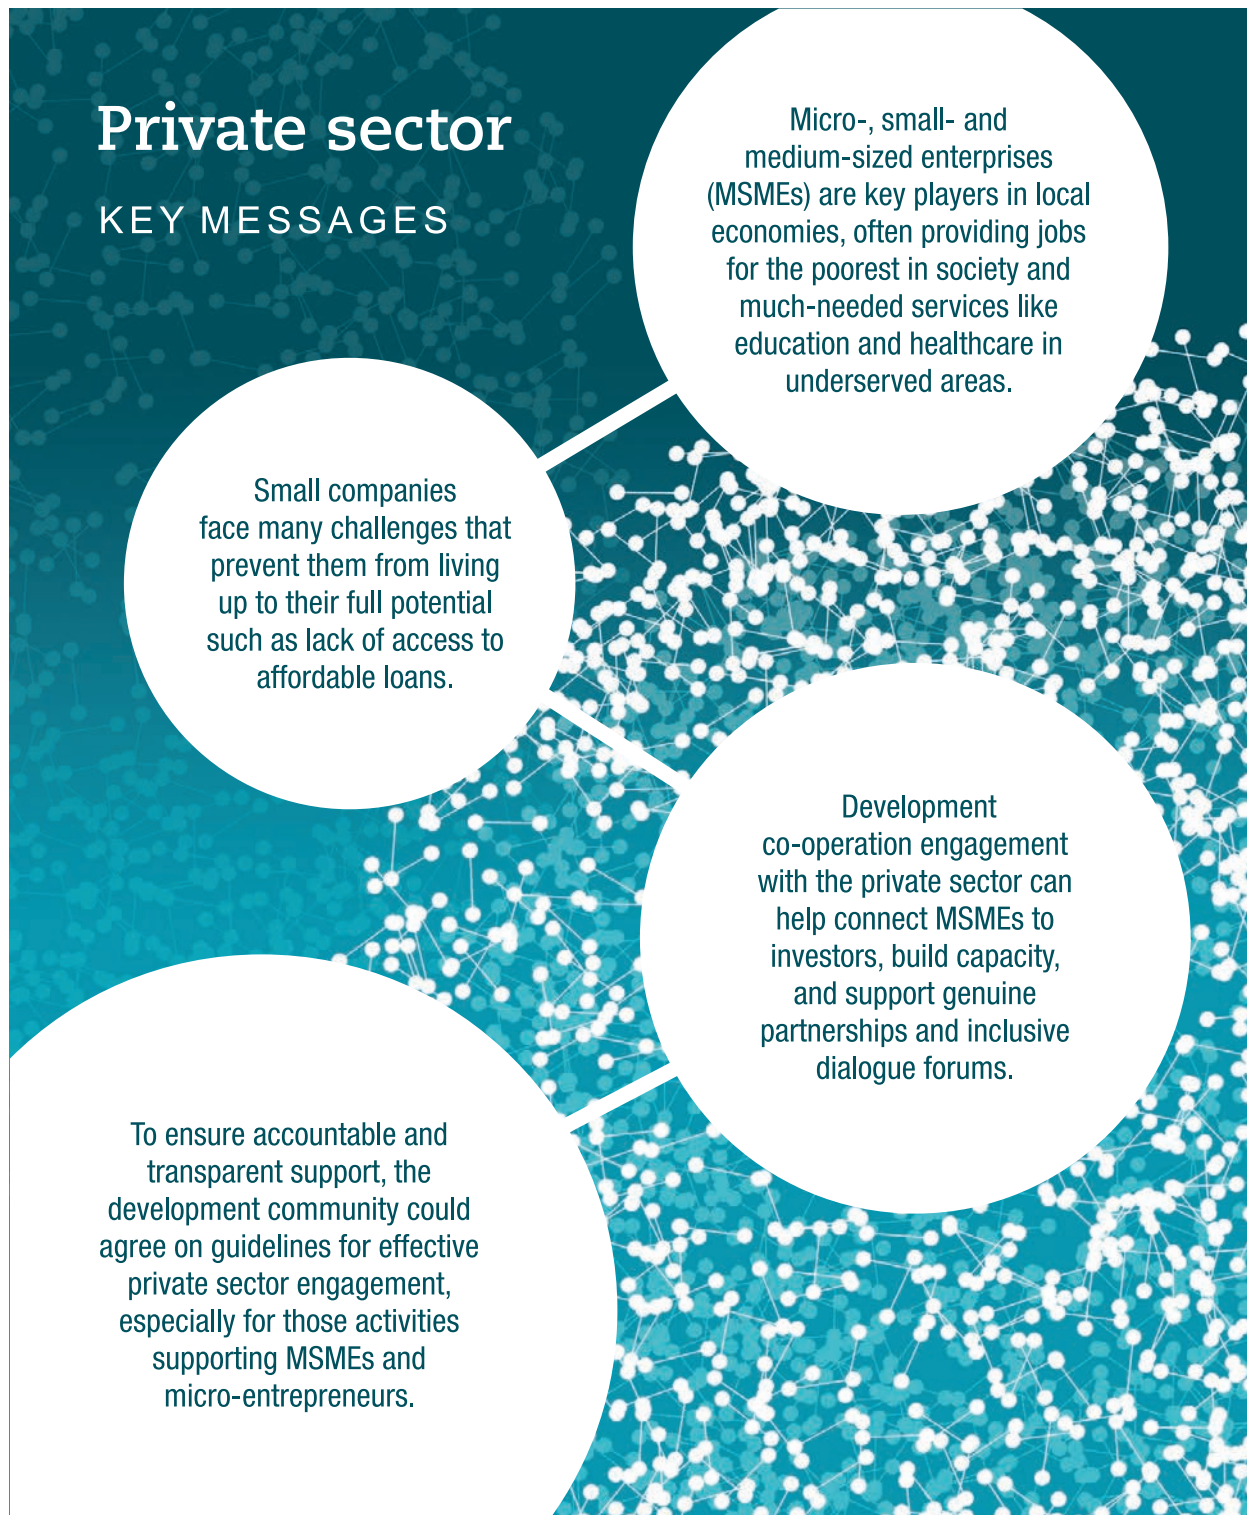 Private sector
KEY MESSAGES
Micro-, small- and
medium-sized enterprises
(MSMEs) are key players in local
economies, often providing jobs
for the poorest in society and
much-needed services like
education and healthcare in
underserved areas.
Small companies
face many challenges that
prevent them from living
up to their full potential
such as lack of access to
affordable loans.
Development
co-operation engagement
with the private sector can
help connect MSMEs to
investors, build capacity,
and support genuine
partnerships and inclusive
dialogue forums.
To ensure accountable and
transparent support, the
development community could
agree on guidelines for effective
private sector engagement,
especially for those activities
supporting MSMEs and
micro-entrepreneurs.